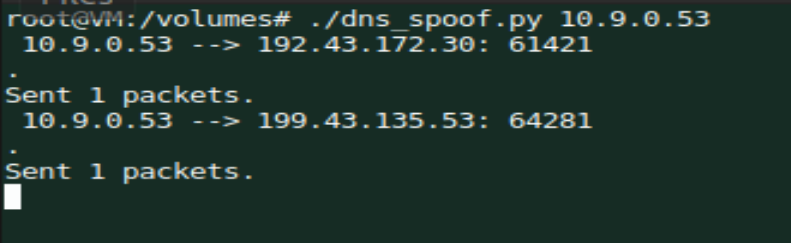 root@VM:/volumes# ./dns_spoof.py 10.9.0.53
10.9.0.53 --> 192.43.172.30: 61421
.
Sent 1 packets.
10.9.0.53 --> 199.43.135.53: 64281
.
Sent 1 packets.